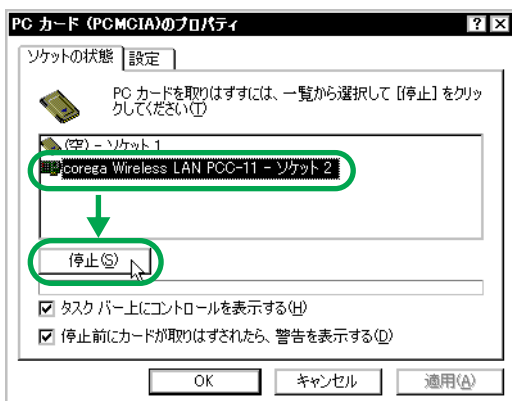 PC カード (PCMCIA)のプロパティ
ソケットの状態
設定
PC カードを取りはずすには、一覧から選択して [停止] をクリッ
クしてください(T)
(空) - ソケット 1
corega Wireless LAN PCC-11 - ソケット 2
停止(S)
タスク バー上にコントロールを表示する(H)
停止前にカードが取りはずされたら、警告を表示する(D)
OK
キャンセル
適用(A)